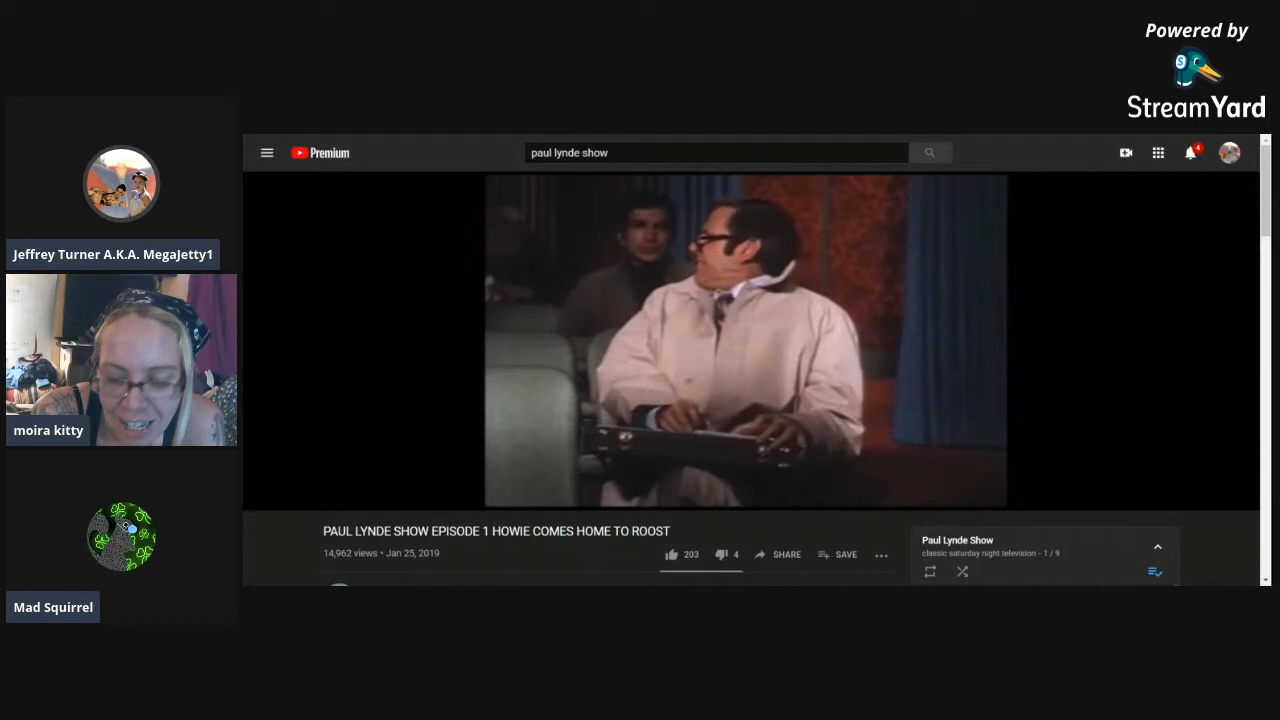 Powered by
StreamYard
Premium
paul lynde show
4
Jeffrey Turner A.K.A. MegaJetty1
moira kitty
Mad Squirrel
PAUL LYNDE SHOW EPISODE 1 HOWIE COMES HOME TO ROOST
14,962 views • Jan 25, 2019
203
4
SHARE
SAVE
Paul Lynde Show
classic saturday night television - 1 / 9